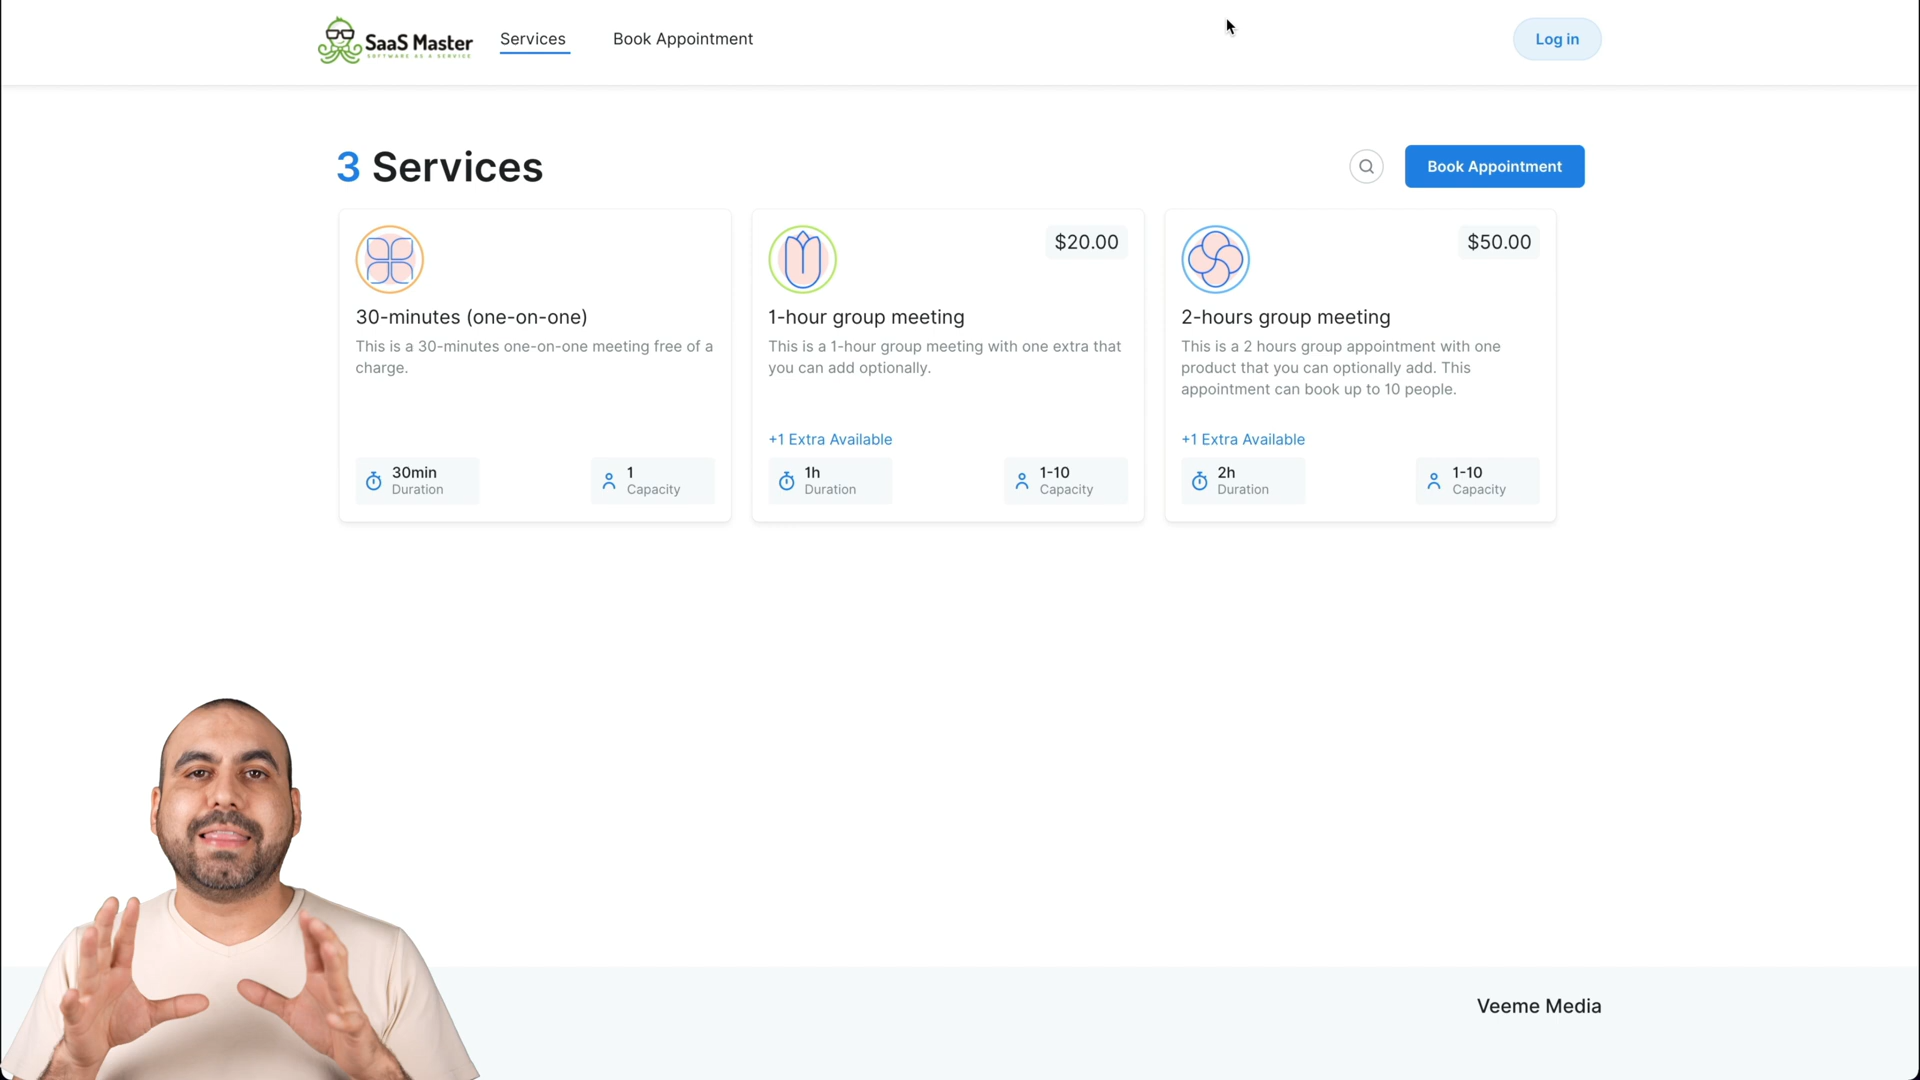 SaaS Master
SOFTWARE AS A SERVICE
Services
Book Appointment
Log in
3 Services
Book Appointment
30-minutes (one-on-one)
This is a 30-minutes one-on-one meeting free of a
charge.
30min
Duration
1
Capacity
$20.00
1-hour group meeting
This is a 1-hour group meeting with one extra that
you can add optionally.
+1 Extra Available
1h
Duration
1-10
Capacity
$50.00
2-hours group meeting
This is a 2 hours group appointment with one
product that you can optionally add. This
appointment can book up to 10 people.
+1 Extra Available
2h
Duration
1-10
Capacity
Veeme Media